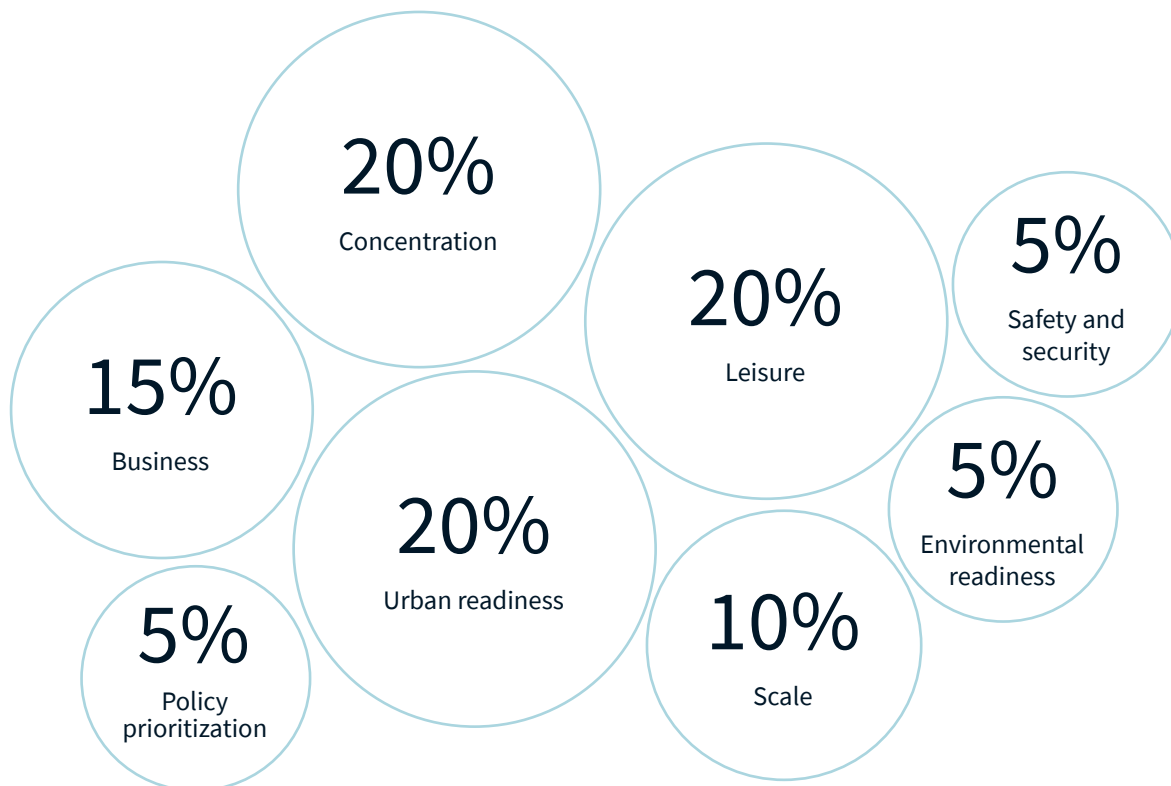 20%
Concentration
20%
Leisure
5%
Safety and
security
15%
Business
20%
Urban readiness
5%
Environmental
readiness
5%
Policy
prioritization
10%
Scale